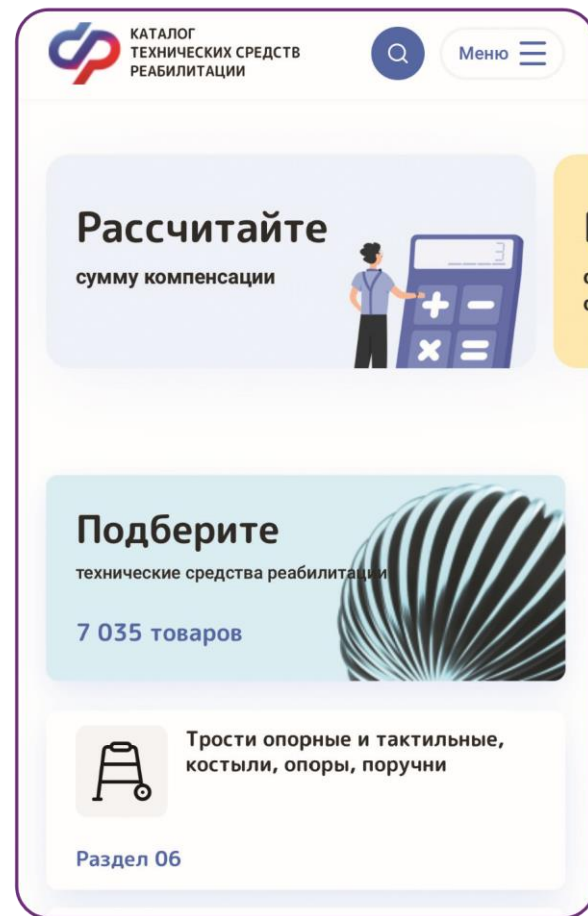 КАТАЛОГ
ТЕХНИЧЕСКИХ СРЕДСТВ
РЕАБИЛИТАЦИИ
Меню
Рассчитайте
сумму компенсации
3
Подберите
технические средства реабилитации
7 035 товаров
Трости опорные и тактильные,
костыли, опоры, поручни
Раздел 06